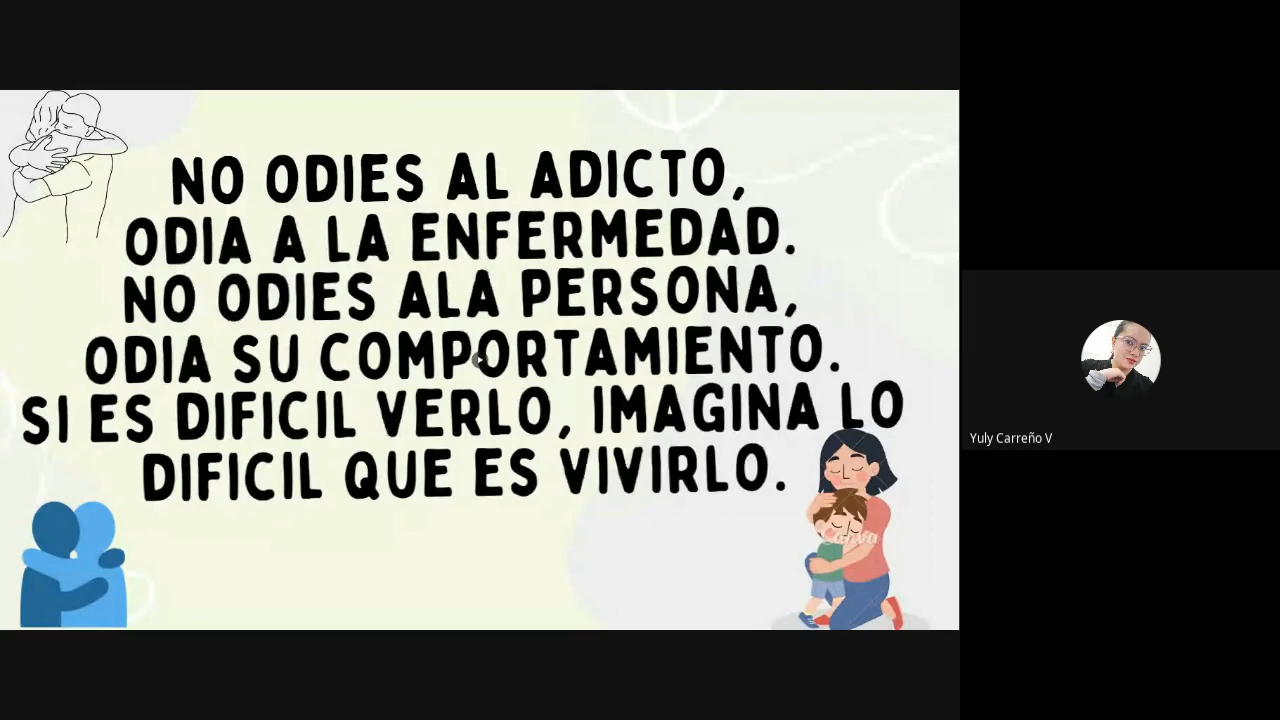 NO ODIES AL ADICTO,
ODIA A LA ENFERMEDAD.
NO ODIES ALA PERSONA,
ODIA SU COMPORTAMIENTO.
SI ES DIFICIL VERLO, IMAGINA LO
DIFICIL QUE ES VIVIRLO.
Canva
Yuly Carreño V